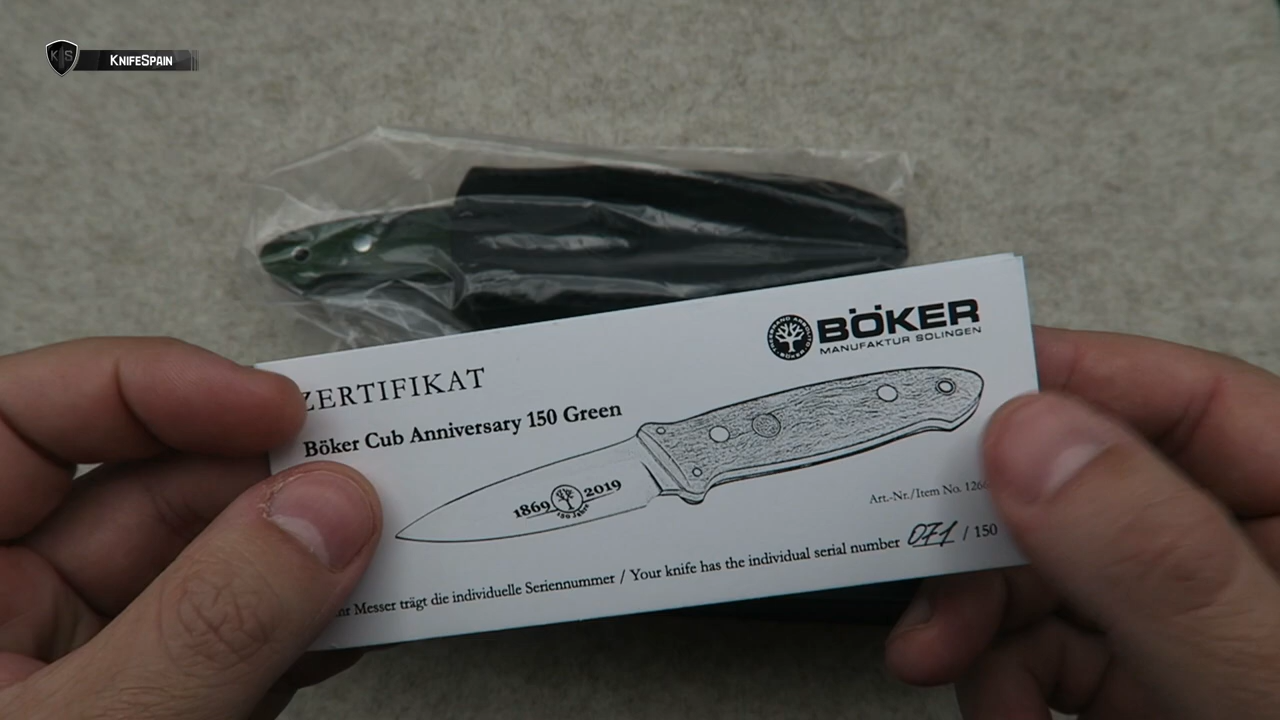 KS
KNIFESPAIN
BÖKER
MANUFAKTUR SOLINGEN
ZERTIFIKAT
Böker Cub Anniversary 150 Green
1869 2019
150 Jahre
Art.-Nr./Item No.
Messer trägt die individuelle Seriennummer / Your knife has the individual serial number 071 / 150